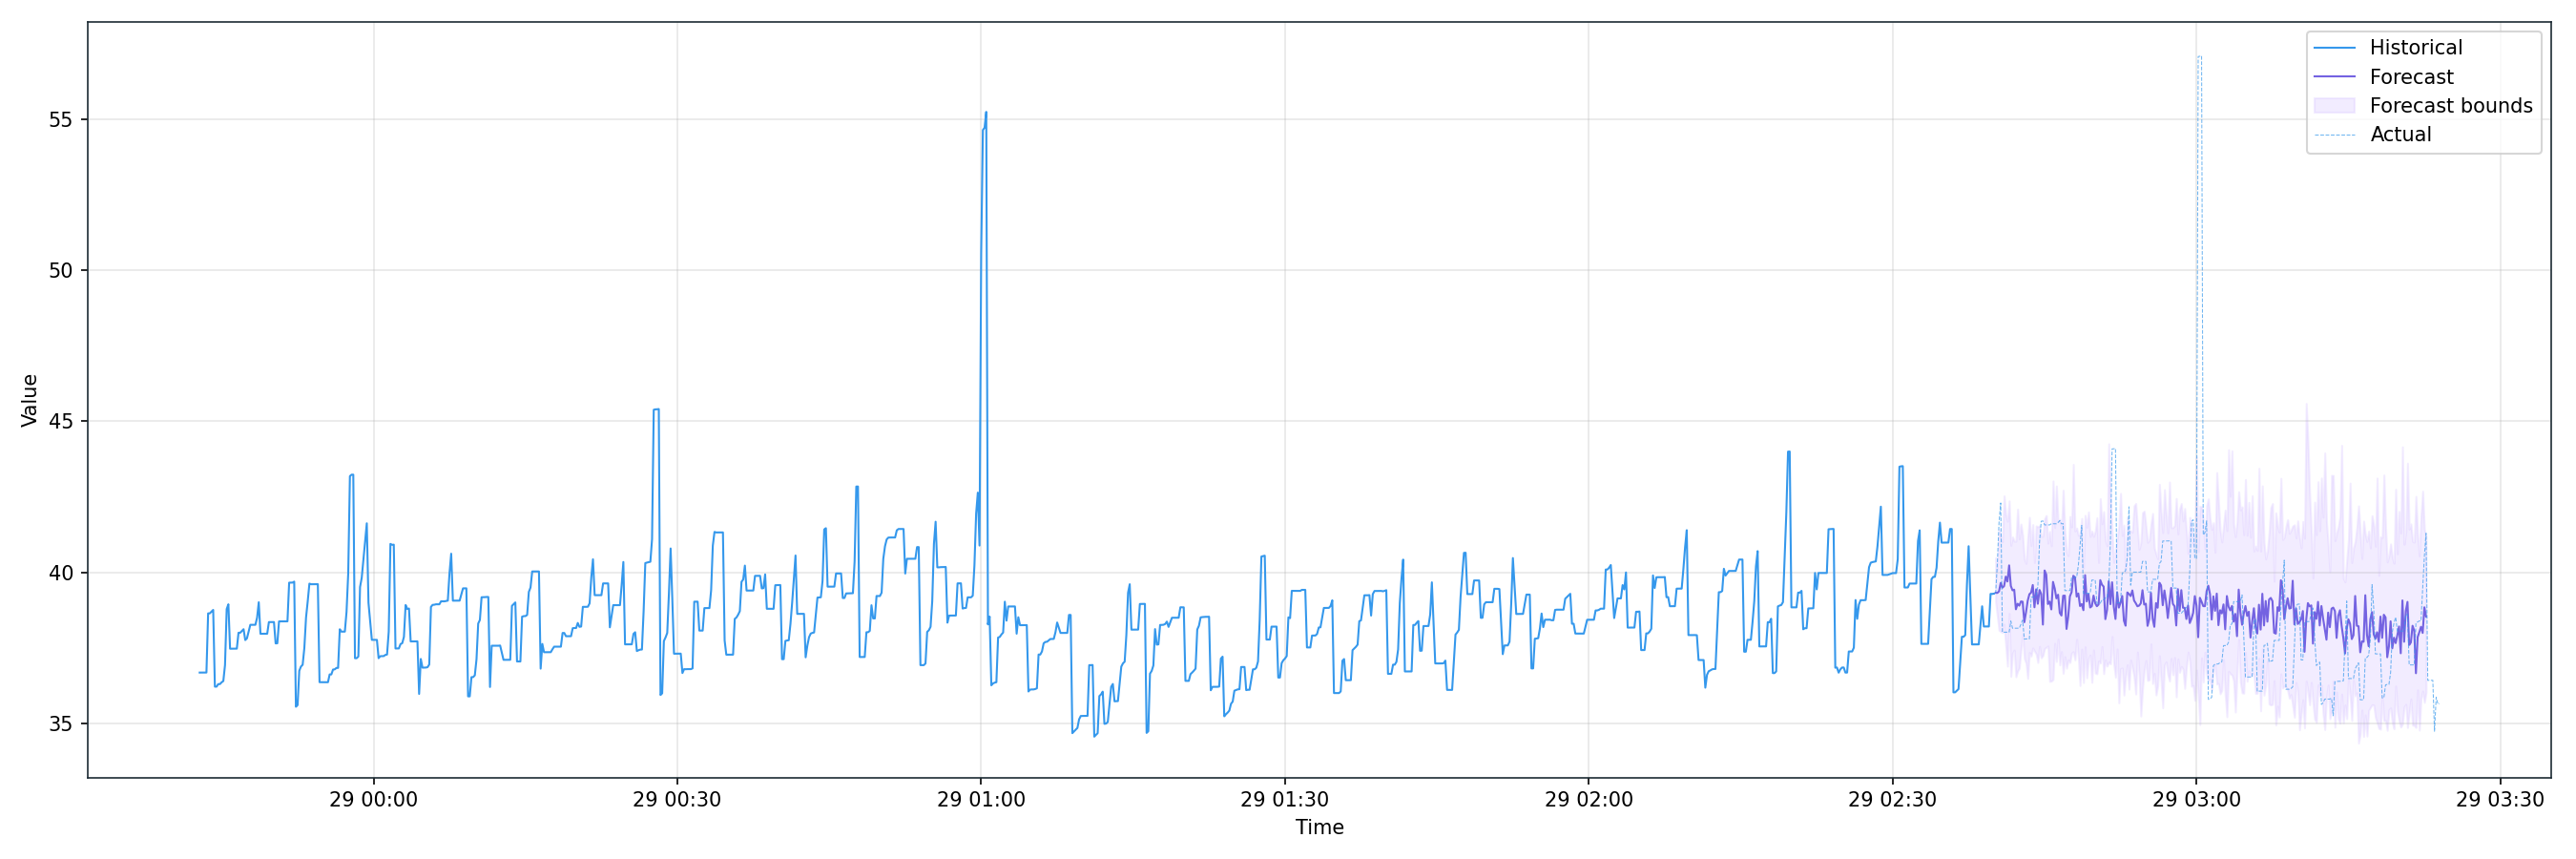 Historical
Forecast
Forecast bounds
Actual
55
50
45
40
35
Value
29 00:00
29 00:30
29 01:00
29 01:30
29 02:00
29 02:30
29 03:00
29 03:30
Time